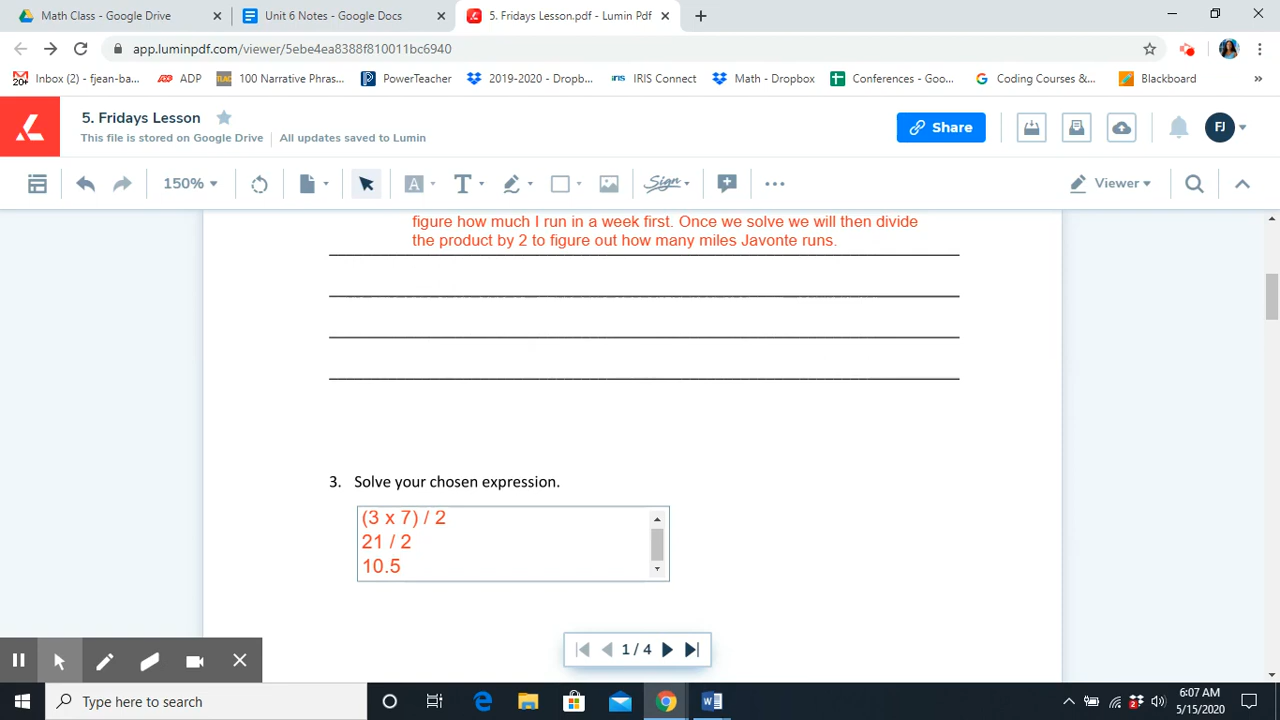 Math Class - Google Drive
Unit 6 Notes - Google Docs
5. Fridays Lesson.pdf - Lumin Pdf
app.luminpdf.com/viewer/5ebe4ea8388f810011bc6940
20+
Inbox (2) - fjean-ba...
ADP
TLAC
100 Narrative Phras...
PowerTeacher
2019-2020 - Dropb...
IRIS
IRIS Connect
Math - Dropbox
Conferences - Goo...
Coding Courses &...
Blackboard
»
5. Fridays Lesson
This file is stored on Google Drive
All updates saved to Lumin
Share
FJ
150%
A
T
Sign
Viewer
figure how much I run in a week first. Once we solve we will then divide
the product by 2 to figure out how many miles Javonte runs.
3. Solve your chosen expression.
(3 x 7) / 2
21 / 2
10.5
1 / 4
Type here to search
2
6:07 AM
5/15/2020